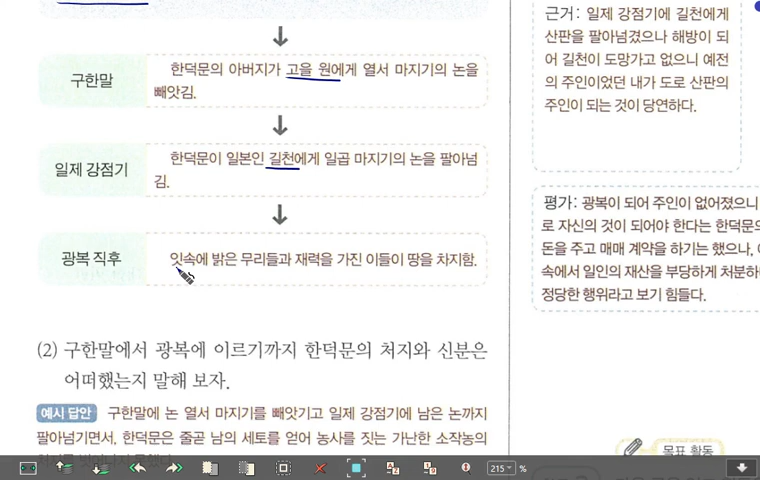 구한말
한덕문의 아버지가 고을 원에게 열서 마지기의 논을
빼앗김.
일제 강점기
한덕문이 일본인 길천에게 일곱 마지기의 논을 팔아넘
김.
광복 직후
잇속에 밝은 무리들과 재력을 가진 이들이 땅을 차지함.
(2) 구한말에서 광복에 이르기까지 한덕문의 처지와 신분은
어떠했는지 말해 보자.
예시 답안 구한말에 논 열서 마지기를 빼앗기고 일제 강점기에 남은 논까지
팔아넘기면서, 한덕문은 줄곧 남의 세토를 얻어 농사를 짓는 가난한 소작농의
근거: 일제 강점기에 길천에게
산판을 팔아넘겼으나 해방이 되
어 길천이 도망가고 없으니 예전
의 주인이었던 내가 도로 산판의
주인이 되는 것이 당연하다.
평가: 광복이 되어 주인이 없어졌으니
로 자신의 것이 되어야 한다는 한덕문의
돈을 주고 매매 계약을 하기는 했으나,
속에서 일인의 재산을 부당하게 처분하
정당한 행위라고 보기 힘들다.
목표 활동
215 %